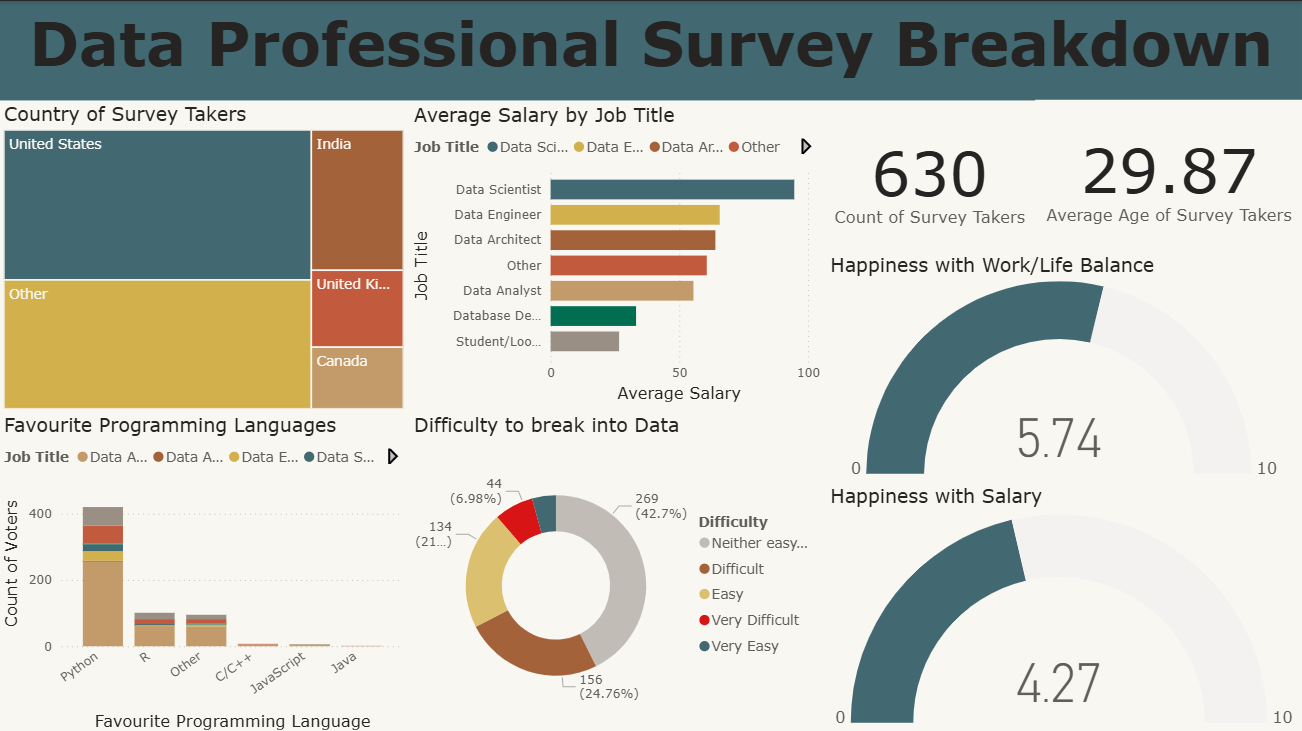 Data Professional Survey Breakdown
Country of Survey Takers
United States
India
Other
United Ki...
Canada
Average Salary by Job Title
Job Title Data Sci... Data E... Data Ar... Other
Job Title
Data Scientist
Data Engineer
Data Architect
Other
Data Analyst
Database De...
Student/Loo...
0 50 100
Average Salary
630
Count of Survey Takers
29.87
Average Age of Survey Takers
Happiness with Work/Life Balance
5.74
0 10
Favourite Programming Languages
Job Title Data A... Data A... Data E... Data S...
Count of Voters
400
200
0
Python R Other C/C++ JavaScript Java
Favourite Programming Language
Difficulty to break into Data
44
(6.98%)
269
(42.7%)
134
(21...)
156
(24.76%)
Difficulty
Neither easy...
Difficult
Easy
Very Difficult
Very Easy
Happiness with Salary
4.27
0 10